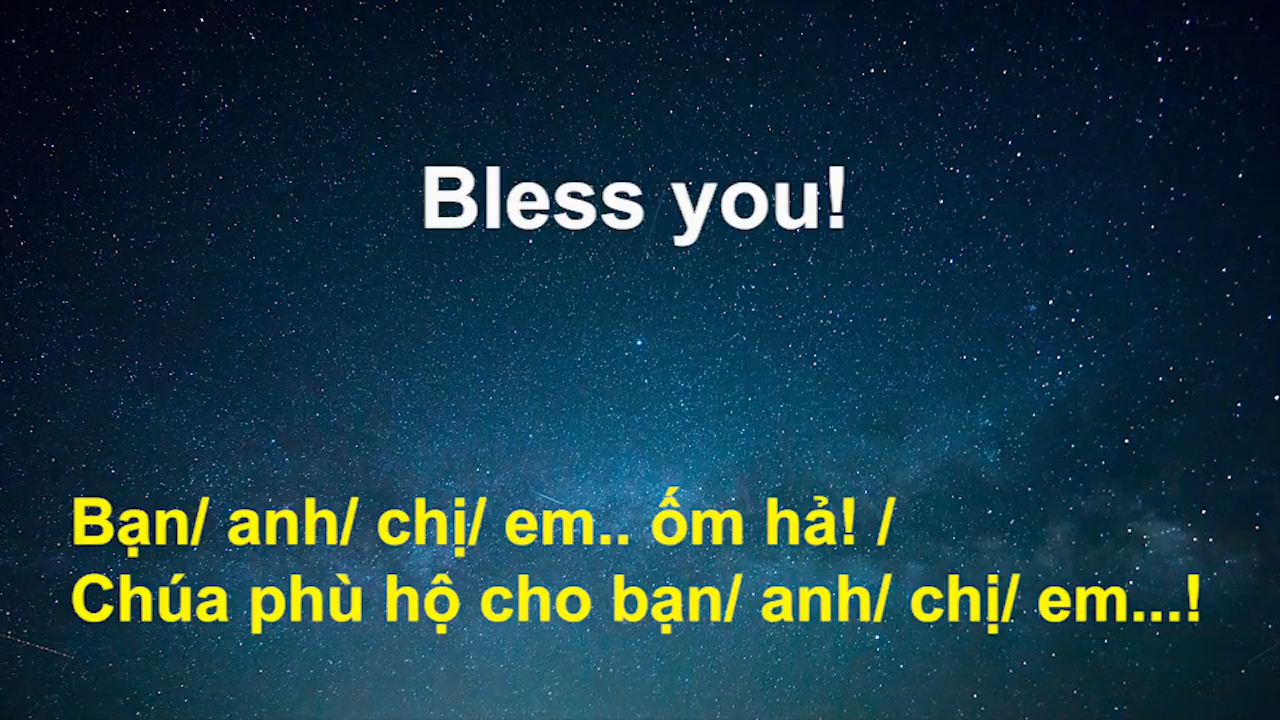 Bless you!
Bạn/ anh/ chị/ em.. ốm hả! /
Chúa phù hộ cho bạn/ anh/ chị/ em...!